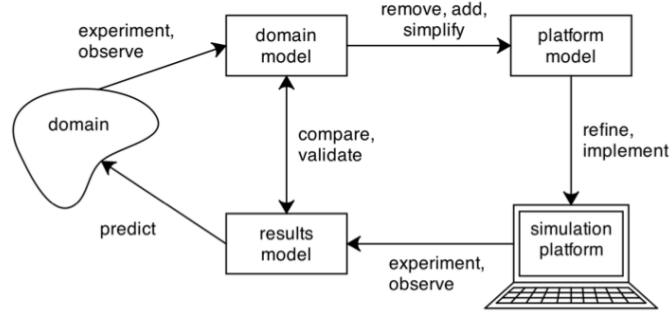 experiment,
observe
domain
model
remove, add,
simplify
platform
model
domain
compare,
validate
refine,
implement
predict
results
model
experiment,
observe
simulation
platform